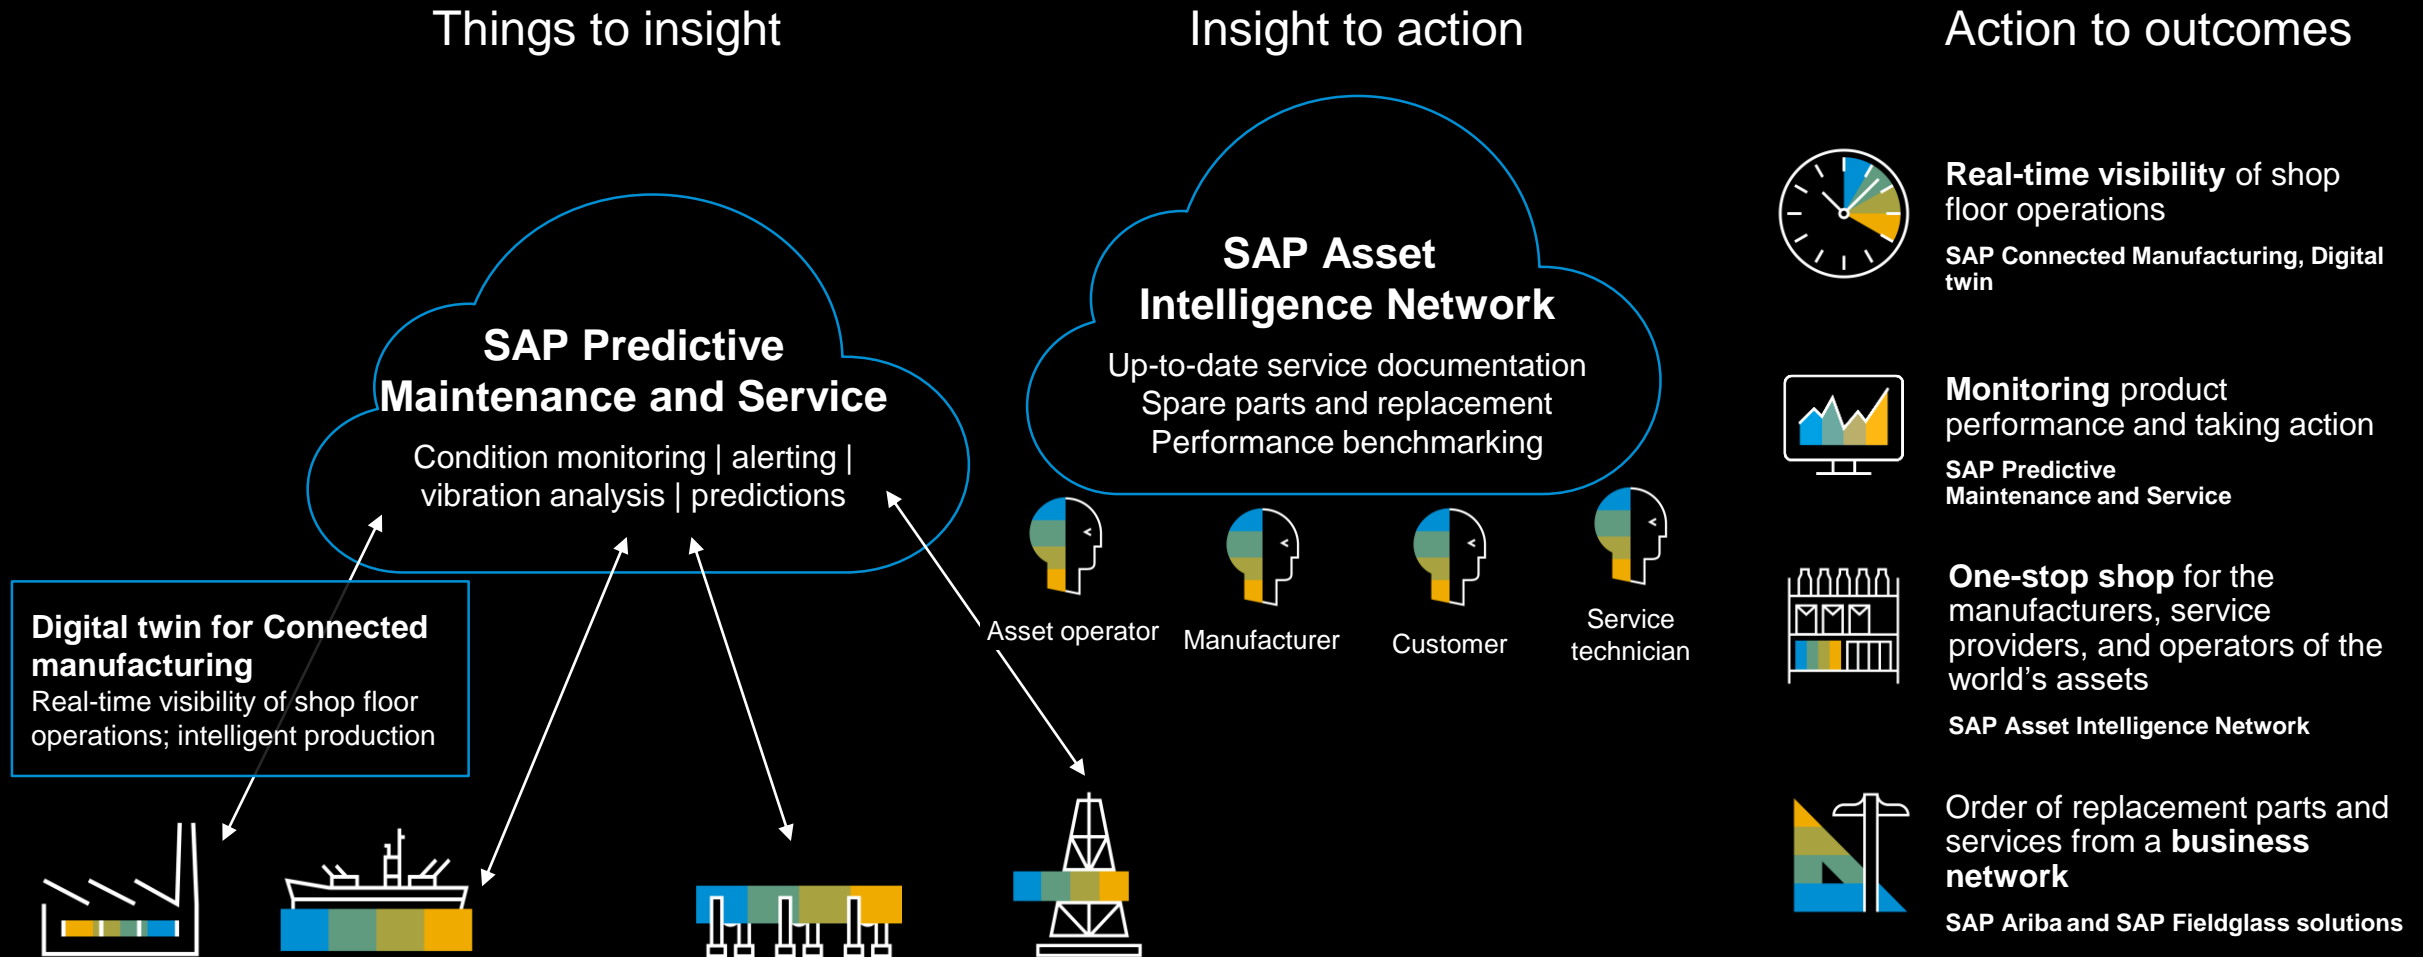 Things to insight
Insight to action
Action to outcomes
SAP Predictive
Maintenance and Service
Condition monitoring | alerting |
vibration analysis | predictions
Digital twin for Connected
manufacturing
Real-time visibility of shop floor
operations; intelligent production
SAP Asset
Intelligence Network
Up-to-date service documentation
Spare parts and replacement
Performance benchmarking
Asset operator
Manufacturer
Customer
Service
technician
Real-time visibility of shop
floor operations
SAP Connected Manufacturing, Digital
twin
Monitoring product
performance and taking action
SAP Predictive
Maintenance and Service
One-stop shop for the
manufacturers, service
providers, and operators of the
world’s assets
SAP Asset Intelligence Network
Order of replacement parts and
services from a business
network
SAP Ariba and SAP Fieldglass solutions